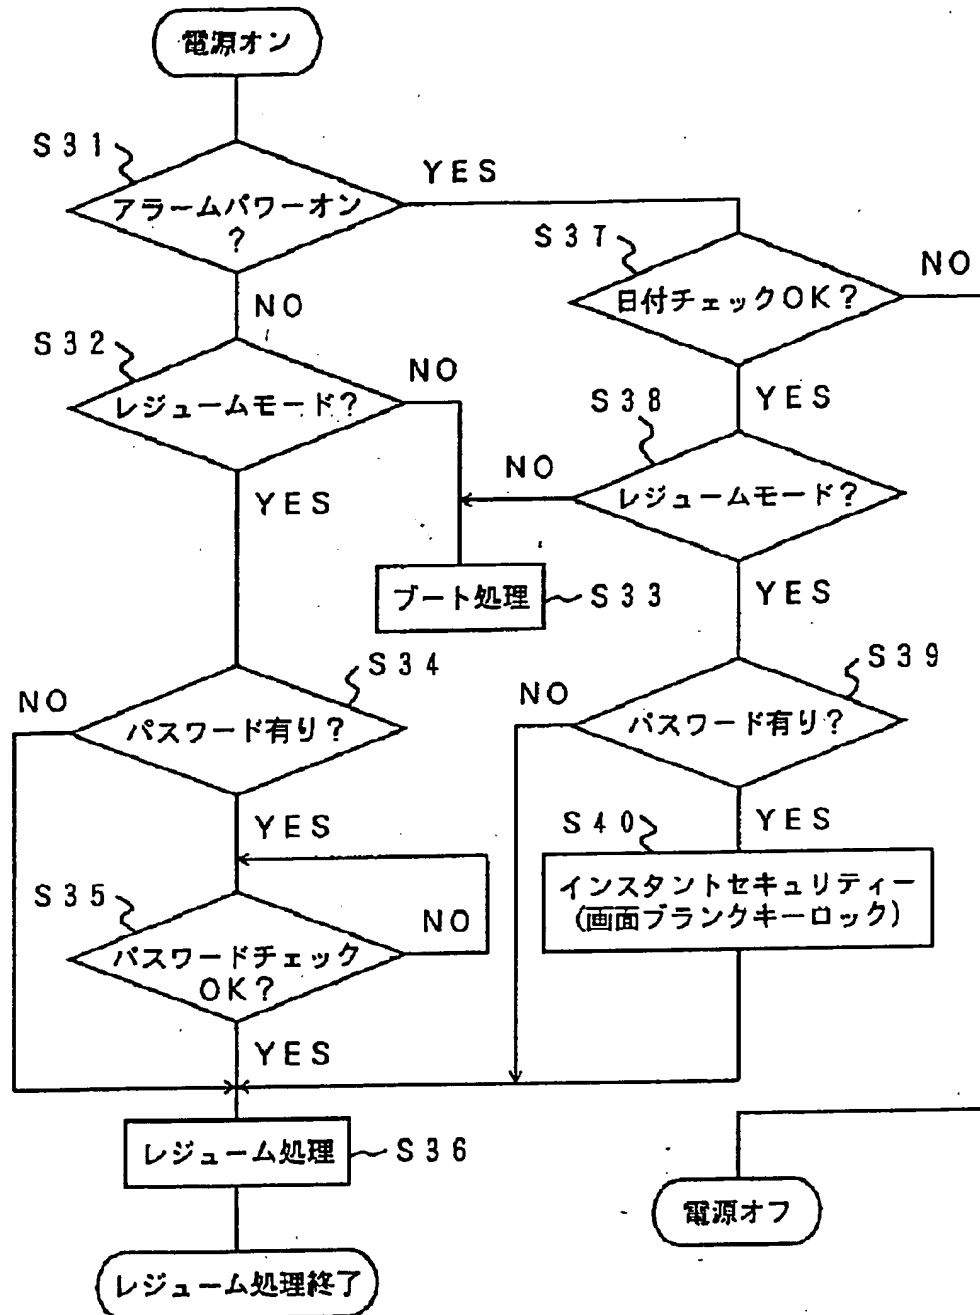 電源オン
S31
アラームパワーオン
?
YES
NO
S37
日付チェックOK?
NO
YES
S32
レジュームモード?
NO
YES
S38
レジュームモード?
NO
YES
ブート処理
S33
S34
パスワード有り?
NO
YES
S39
パスワード有り?
NO
YES
S35
パスワードチェック
OK?
NO
YES
S40
インスタントセキュリティー
(画面ブランクキーロック)
レジューム処理
S36
レジューム処理終了
電源オフ